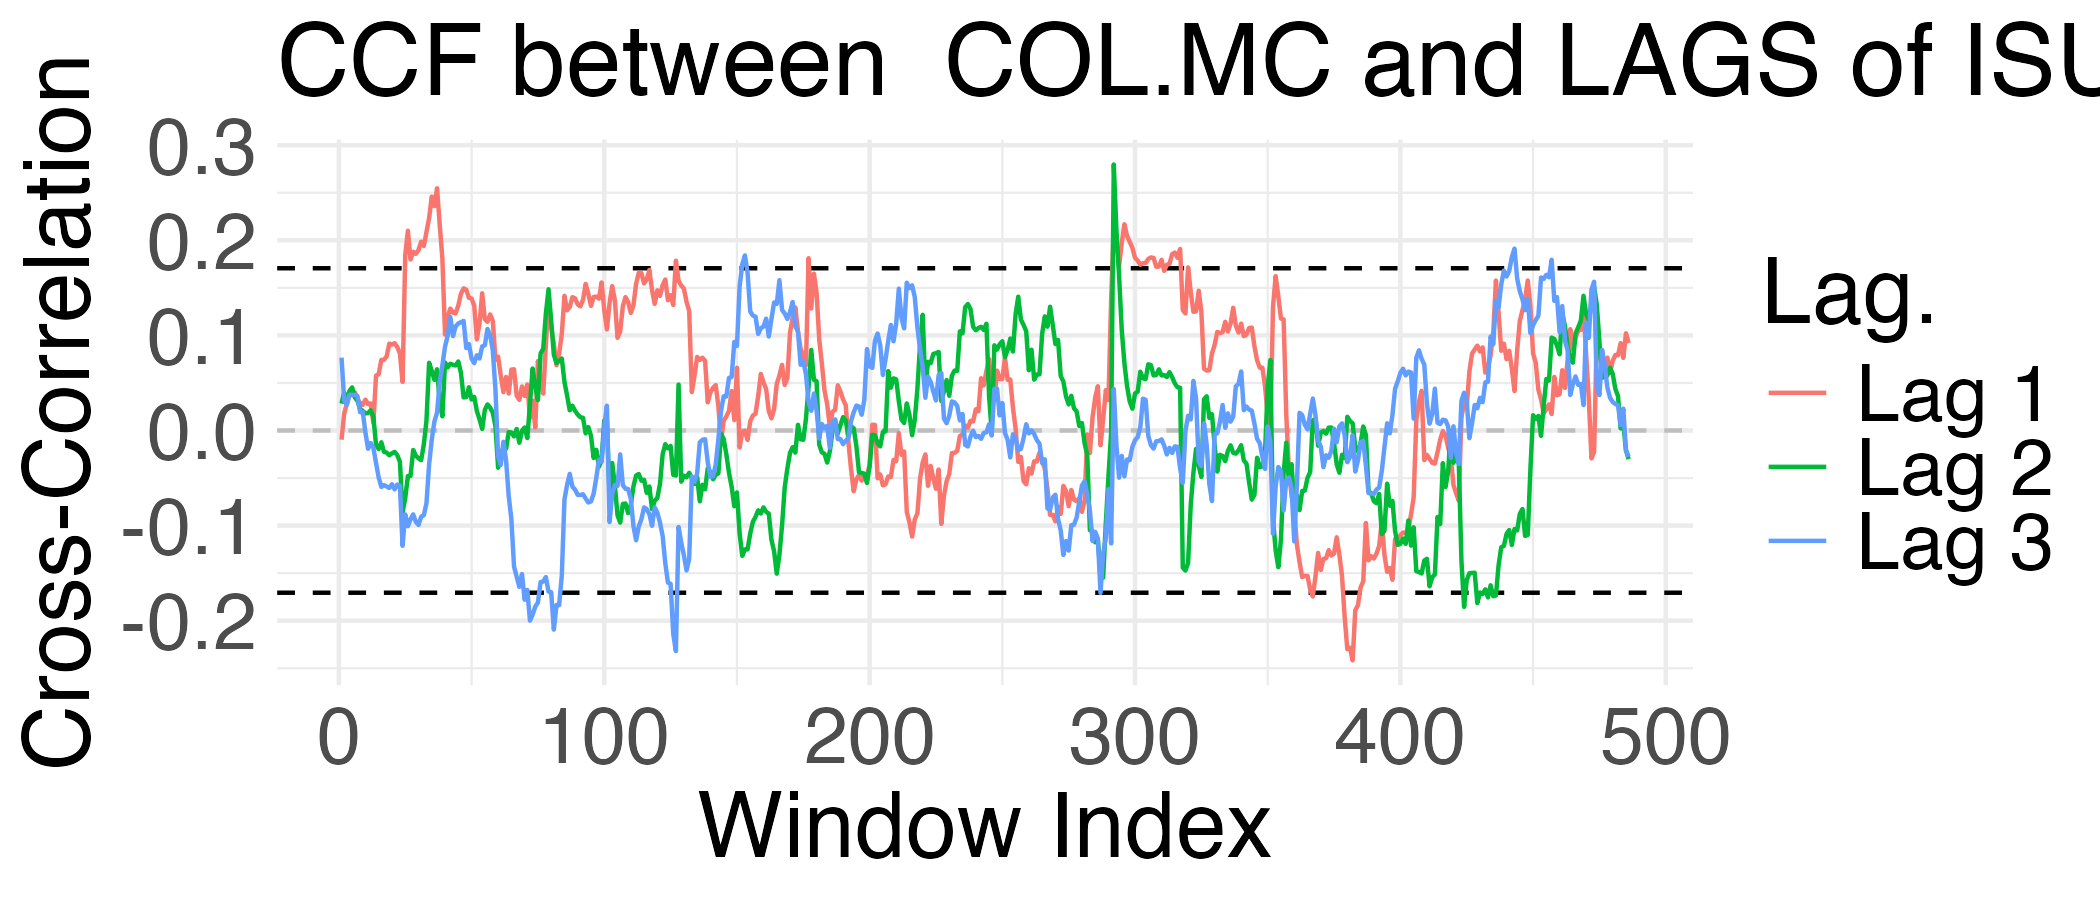 CCF between  COL.MC and LAGS of ISU
Cross-Correlation
0.3
0.2
0.1
0.0
-0.1
-0.2
0
100
200
300
400
500
Window Index
Lag.
Lag 1
Lag 2
Lag 3